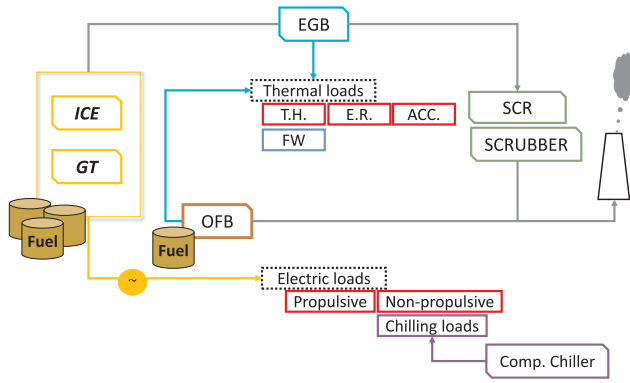 EGB
Thermal loads
ICE
T.H.
E.R.
ACC.
SCR
FW
SCRUBBER
GT
OFB
Fuel
Fuel
~
Electric loads
Propulsive
Non-propulsive
Chilling loads
Comp. Chiller